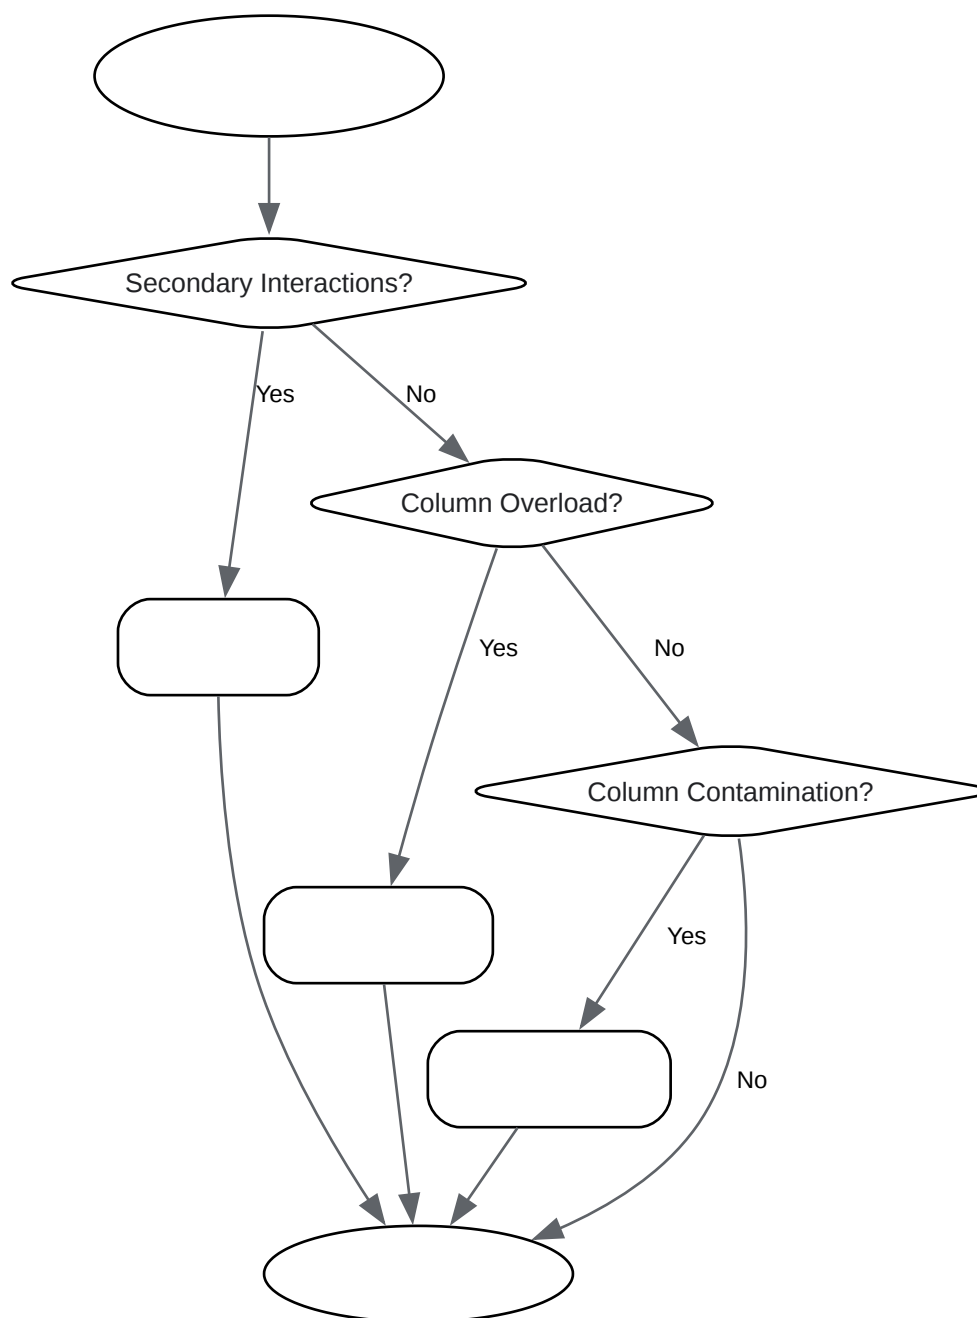 Secondary Interactions?
Yes
No
Column Overload?
Yes
No
Column Contamination?
Yes
No